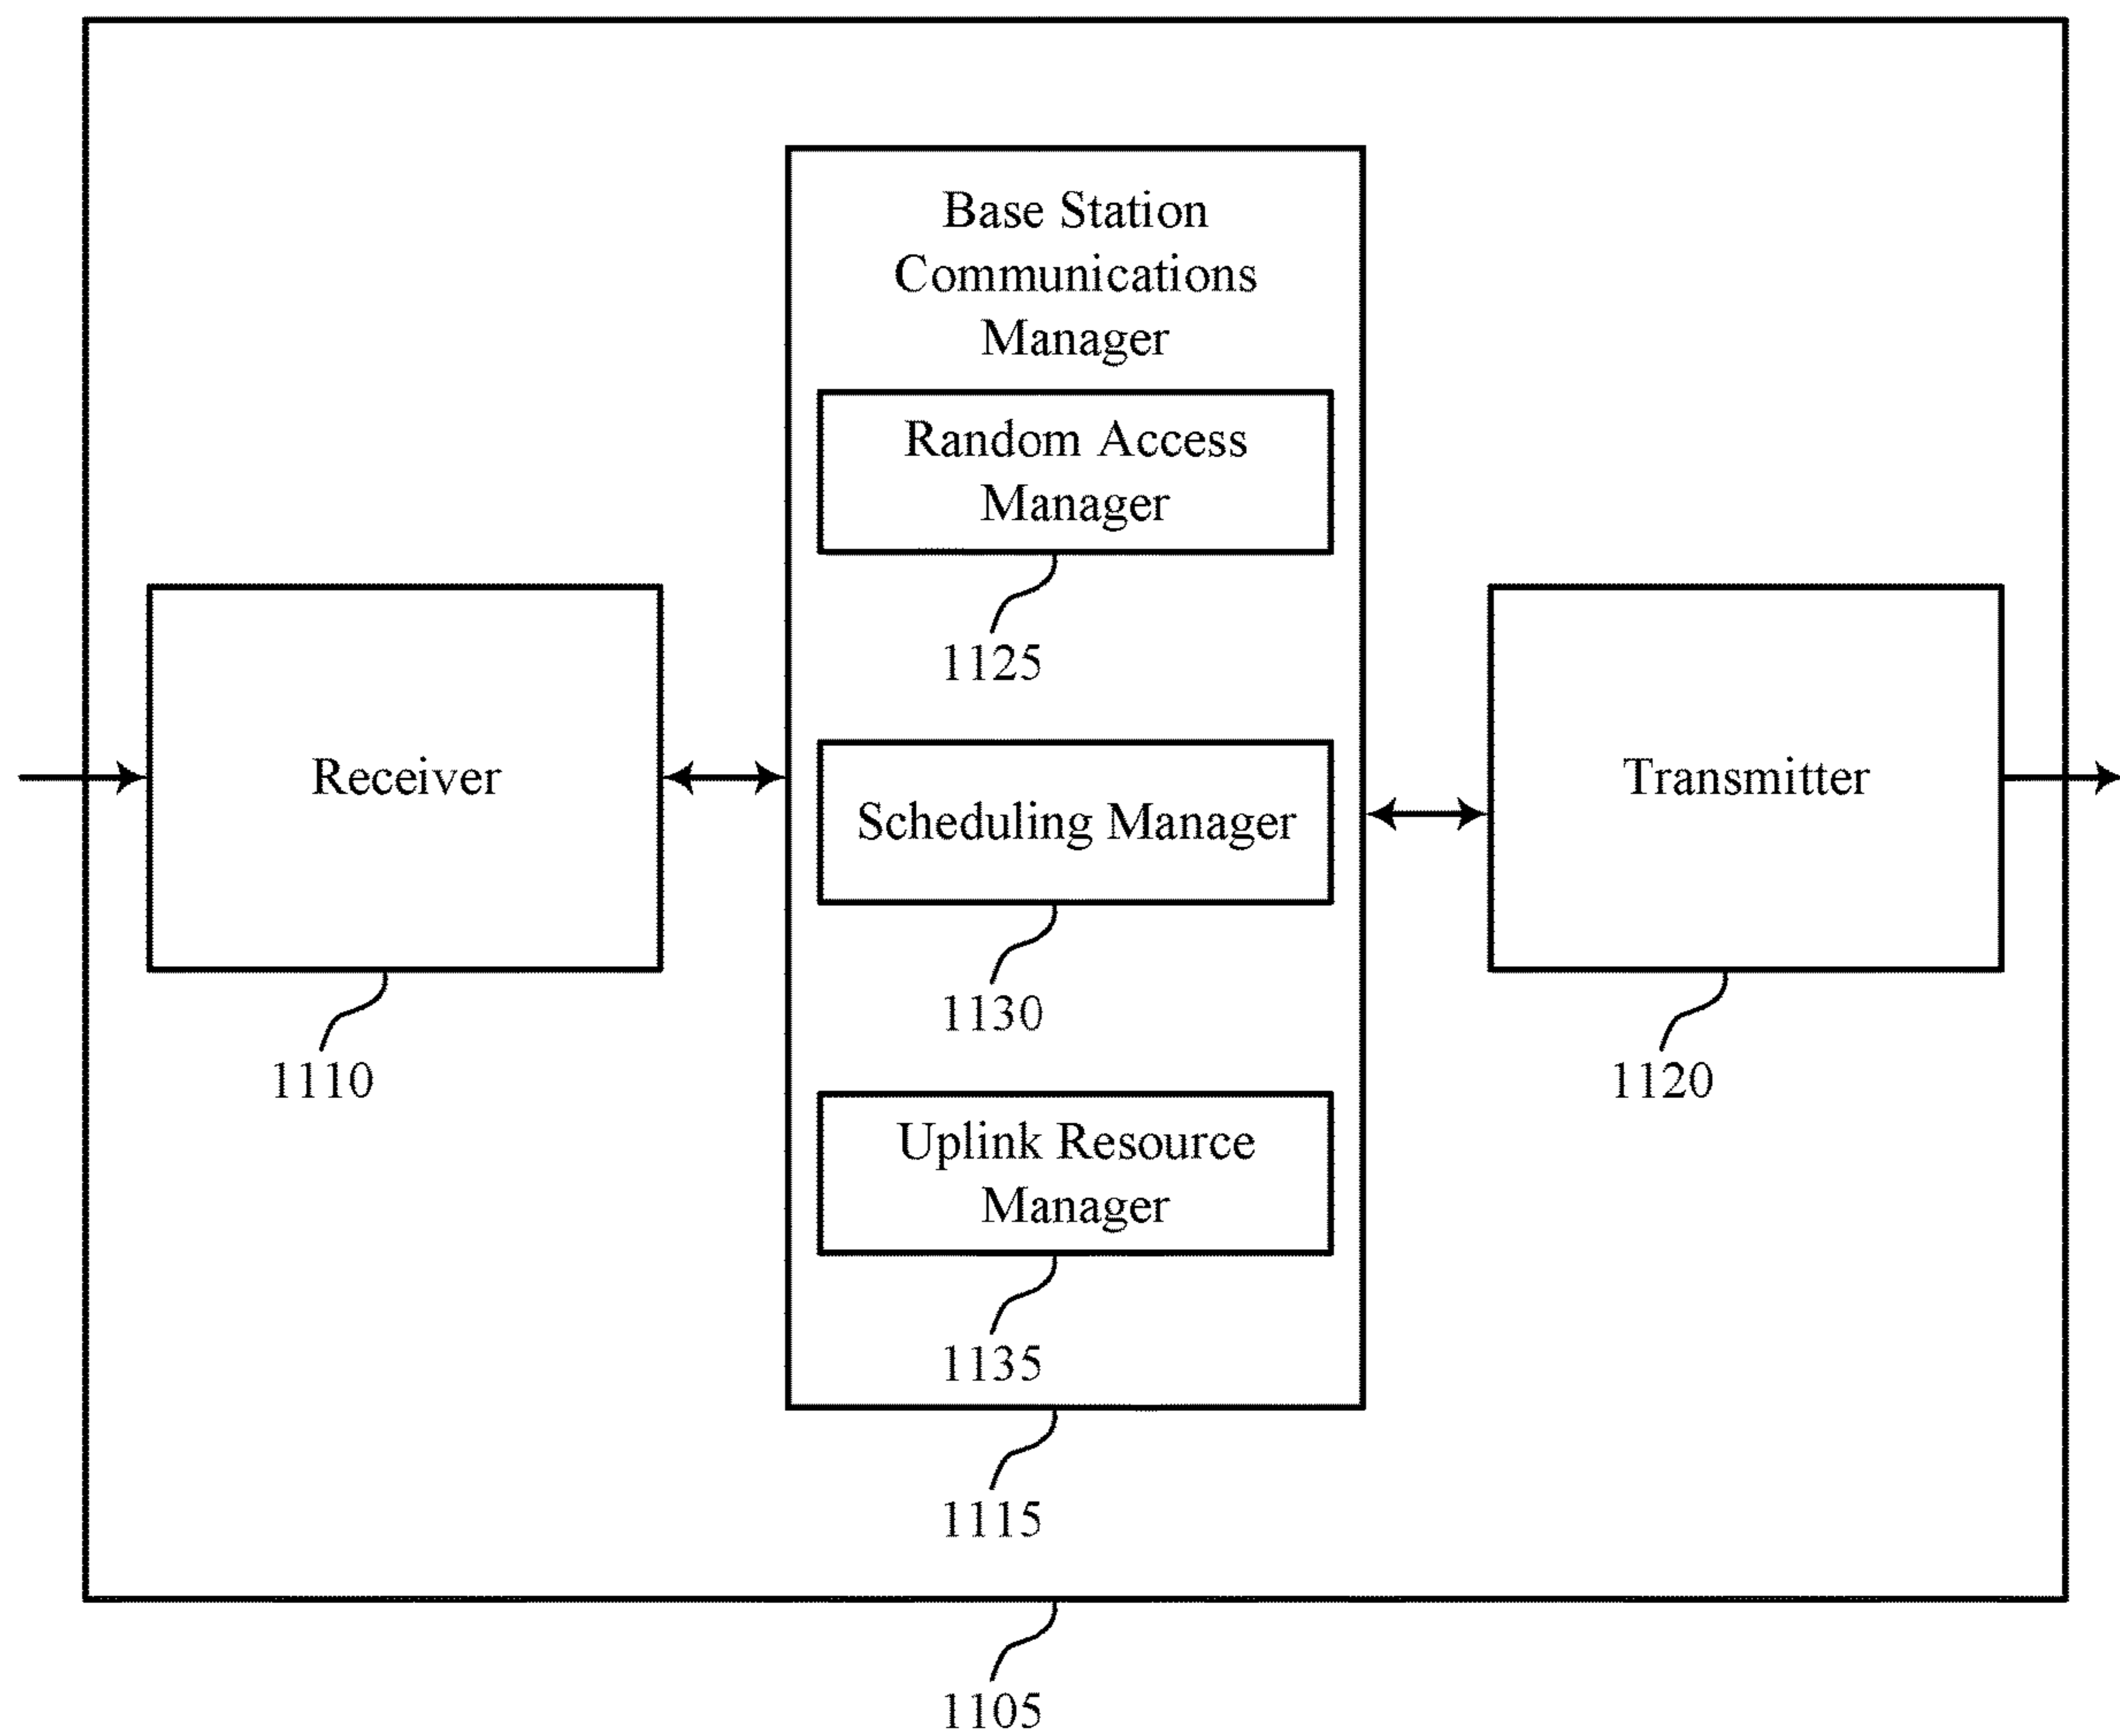 Base Station
Communications
Manager
Random Access
Manager
1125
Receiver
1110
Scheduling Manager
1130
Transmitter
1120
Uplink Resource
Manager
1135
1115
1105